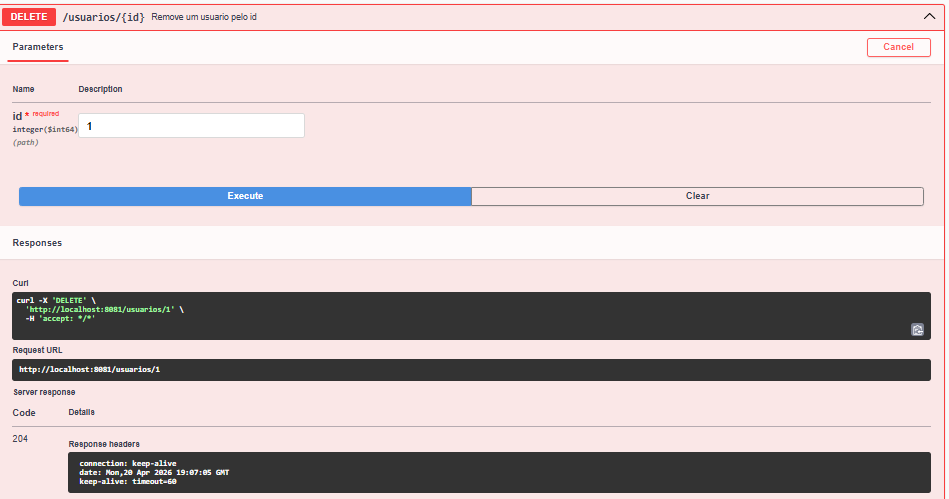 DELETE /usuarios/{id} Remove um usuario pelo id
Parameters
Cancel
Name Description
id * required
integer($int64)
(path)
1
Execute
Clear
Responses
Curl
curl -X 'DELETE' \
'http://localhost:8081/usuarios/1' \
-H 'accept: */*'
Request URL
http://localhost:8081/usuarios/1
Server response
Code Details
204
Response headers
connection: keep-alive
date: Mon,20 Apr 2026 19:07:05 GMT
keep-alive: timeout=60